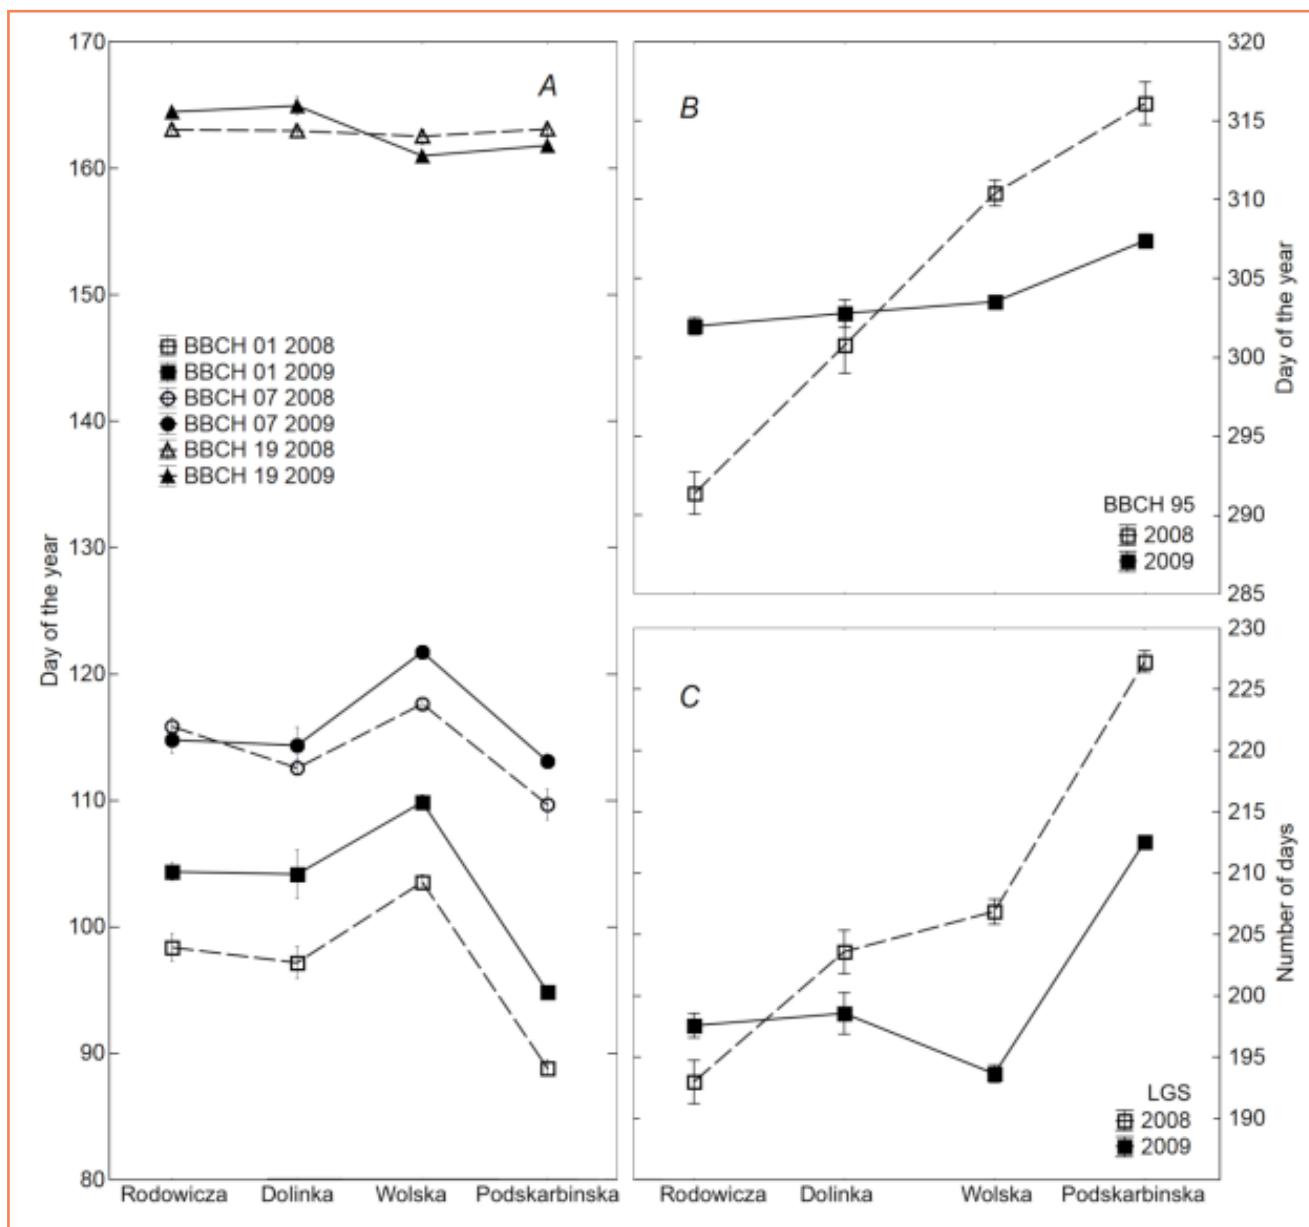 170
160
150
140
130
120
110
100
90
80
Day of the year
A
BBCH 01 2008
BBCH 01 2009
BBCH 07 2008
BBCH 07 2009
BBCH 19 2008
BBCH 19 2009
Rodowicza Dolinka Wolska Podskarbinska
B
320
315
310
305
300
295
290
285
Day of the year
BBCH 95
2008
2009
C
230
225
220
215
210
205
200
195
190
Number of days
LGS
2008
2009
Rodowicza Dolinka Wolska Podskarbinska